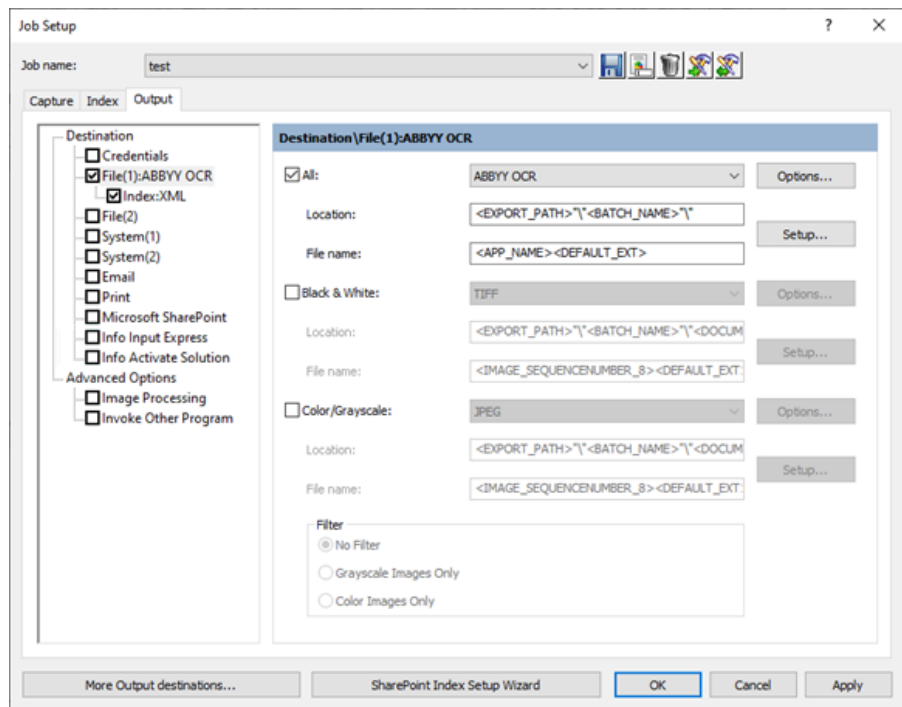 Job Setup
? ×
Job name: test
Capture Index Output
Destination
Credentials
File(1):ABBYY OCR
Index:XML
File(2)
System(1)
System(2)
Email
Print
Microsoft SharePoint
Info Input Express
Info Activate Solution
Advanced Options
Image Processing
Invoke Other Program
Destination\File(1):ABBYY OCR
All: ABBYY OCR Options...
Location: <EXPORT_PATH>"\"<BATCH_NAME>"\"
Setup...
File name: <APP_NAME><DEFAULT_EXT>
Black & White: TIFF Options...
Location: <EXPORT_PATH>"\"<BATCH_NAME>"\"<DOCUM
Setup...
File name: <IMAGE_SEQUENCENUMBER_8><DEFAULT_EXT:
Color/Grayscale: JPEG Options...
Location: <EXPORT_PATH>"\"<BATCH_NAME>"\"<DOCUM
Setup...
File name: <IMAGE_SEQUENCENUMBER_8><DEFAULT_EXT:
Filter
No Filter
Grayscale Images Only
Color Images Only
More Output destinations... SharePoint Index Setup Wizard OK Cancel Apply